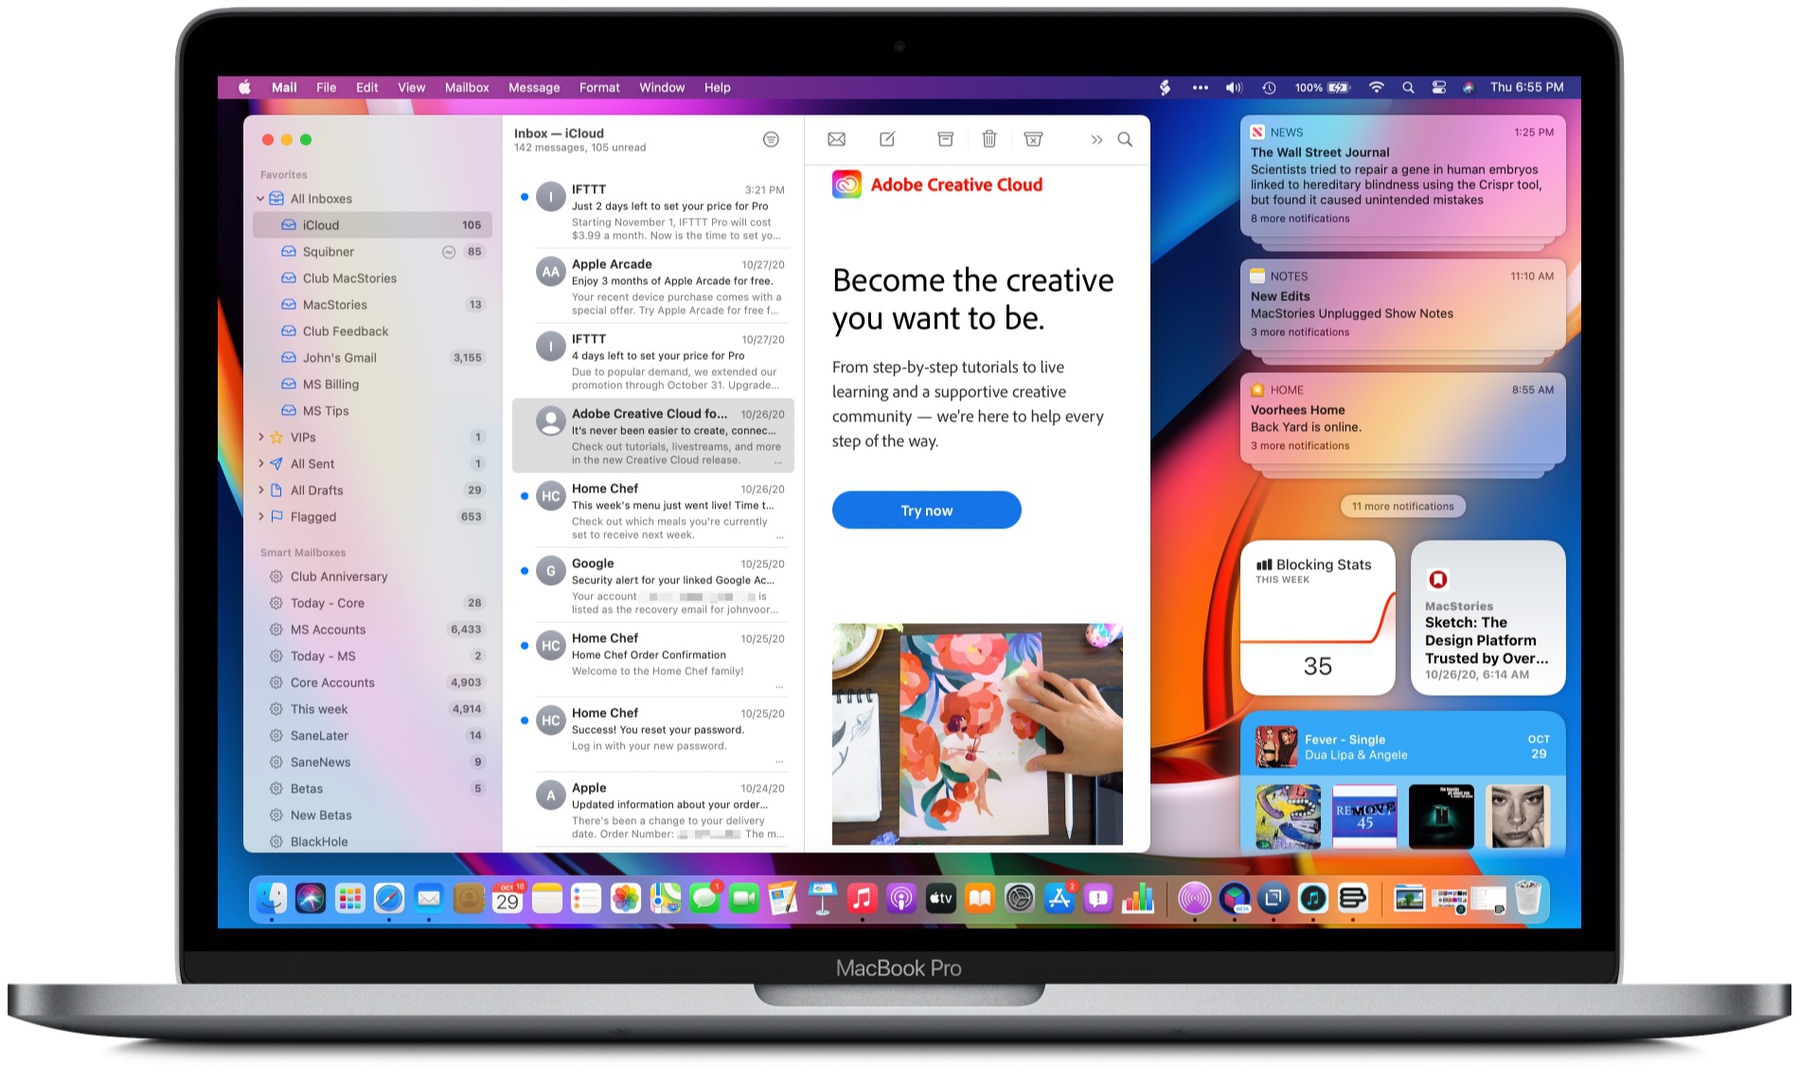 Mail File Edit View Mailbox Message Format Window Help
100% Thu 6:55 PM
Favorites
All Inboxes
iCloud 105
Squibner 85
Club MacStories
MacStories 13
Club Feedback
John's Gmail 3,155
MS Billing
MS Tips
VIPs 1
All Sent 1
All Drafts 29
Flagged 653
Smart Mailboxes
Club Anniversary
Today - Core 28
MS Accounts 6,433
Today - MS 2
Core Accounts 4,903
This week 4,914
SaneLater 14
SaneNews 9
Betas 5
New Betas
BlackHole
Inbox — iCloud
142 messages, 105 unread
I IFTTT 3:21 PM
Just 2 days left to set your price for Pro
Starting November 1, IFTTT Pro will cost
$3.99 a month. Now is the time to set yo...
AA Apple Arcade 10/27/20
Enjoy 3 months of Apple Arcade for free.
Your recent device purchase comes with a
special offer. Try Apple Arcade for free f...
I IFTTT 10/27/20
4 days left to set your price for Pro
Due to popular demand, we extended our
promotion through October 31. Upgrade...
Adobe Creative Cloud fo... 10/26/20
It's never been easier to create, connec...
Check out tutorials, livestreams, and more
in the new Creative Cloud release. ...
HC Home Chef 10/26/20
This week's menu just went live! Time t...
Check out which meals you're currently
set to receive next week. ...
G Google 10/25/20
Security alert for your linked Google Ac...
Your account is
listed as the recovery email for johnvoor...
HC Home Chef 10/25/20
Home Chef Order Confirmation
Welcome to the Home Chef family!
...
HC Home Chef 10/25/20
Success! You reset your password.
Log in with your new password.
...
A Apple 10/24/20
Updated information about your order...
There's been a change to your delivery
date. Order Number: The m...
Adobe Creative Cloud
Become the creative
you want to be.
From step-by-step tutorials to live
learning and a supportive creative
community — we're here to help every
step of the way.
Try now
NEWS 1:25 PM
The Wall Street Journal
Scientists tried to repair a gene in human embryos
linked to hereditary blindness using the Crispr tool,
but found it caused unintended mistakes
8 more notifications
NOTES 11:10 AM
New Edits
MacStories Unplugged Show Notes
3 more notifications
HOME 8:55 AM
Voorhees Home
Back Yard is online.
3 more notifications
11 more notifications
Blocking Stats
THIS WEEK
35
MacStories
Sketch: The
Design Platform
Trusted by Over...
10/26/20, 6:14 AM
Fever - Single
Dua Lipa & Angele
OCT
29
REMOVE
45
OCT 16
29
1
tv
2
BETA
MacBook Pro